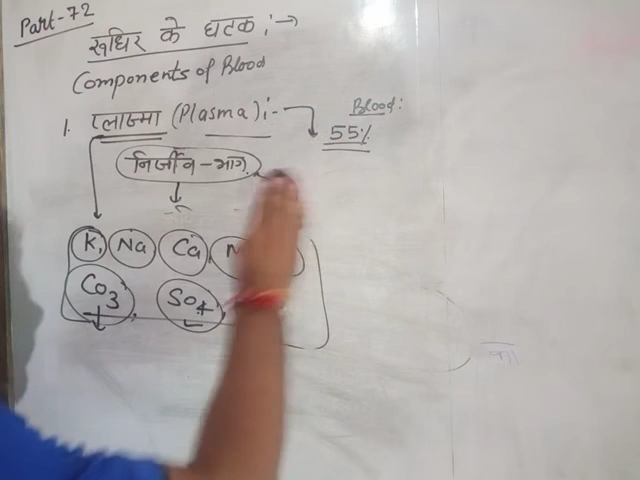 Part-72
रुधिर के घटक :→
Components of Blood
1. प्लाज्मा (Plasma) :-
Blood:
55%
निर्जीव-भाग
K, Na Ca,
CO3, SO4,